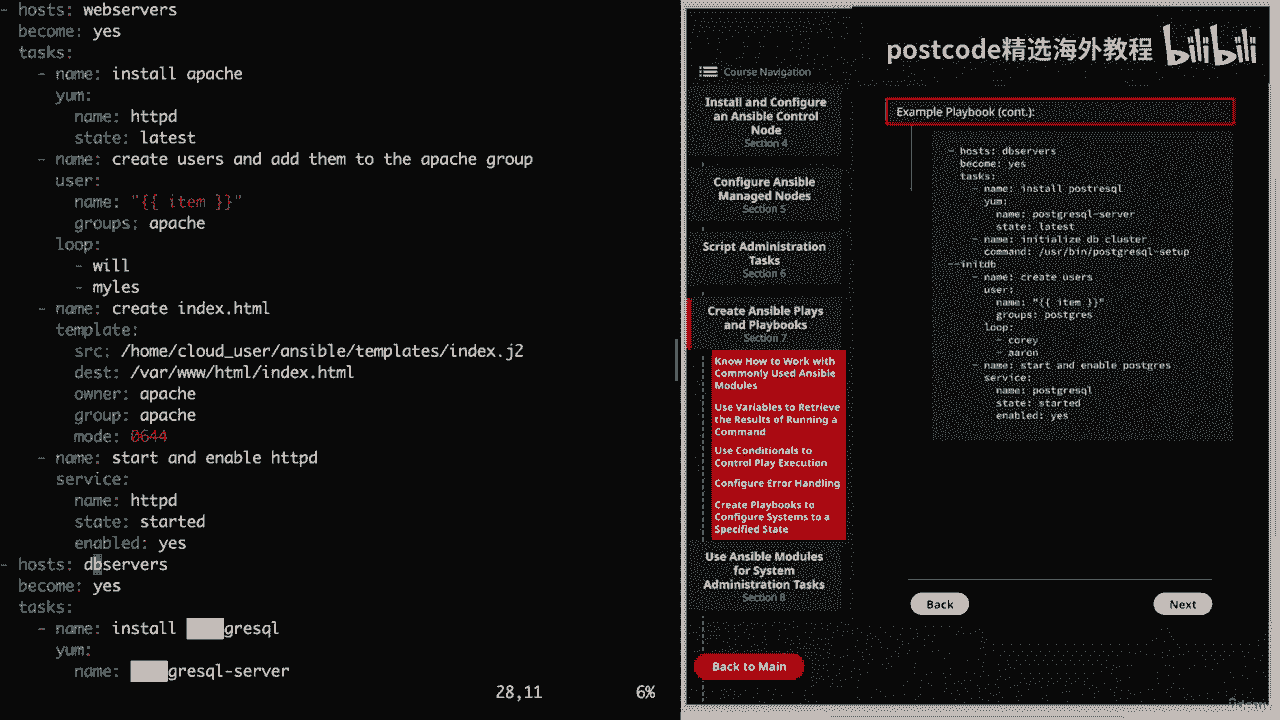 - hosts: webservers
become: yes
tasks:
- name: install apache
yum:
name: httpd
state: latest
- name: create users and add them to the apache group
user:
name: "{{ item }}"
groups: apache
loop:
- will
- myles
- name: create index.html
template:
src: /home/cloud_user/ansible/templates/index.j2
dest: /var/www/html/index.html
owner: apache
group: apache
mode: 0644
- name: start and enable httpd
service:
name: httpd
state: started
enabled: yes
- hosts: dbservers
become: yes
tasks:
- name: install gresql
yum:
name: gresql-server
28,11 6%
postcode精选海外教程 bilibili
Course Navigation
Install and Configure
an Ansible Control
Node
Section 4
Configure Ansible
Managed Nodes
Section 5
Script Administration
Tasks
Section 6
Create Ansible Plays
and Playbooks
Section 7
Know How to Work with
Commonly Used Ansible
Modules
Use Variables to Retrieve
the Results of Running a
Command
Use Conditionals to
Control Play Execution
Configure Error Handling
Create Playbooks to
Configure Systems to a
Specified State
Use Ansible Modules
for System
Administration Tasks
Section 8
Back to Main
Example Playbook (cont.):
- hosts: dbservers
become: yes
tasks:
name: install postresql
yum:
name: postgresql-server
state: latest
- name: initialize db cluster
command: /usr/bin/postgresql-setup
--initdb
- name: create users
user:
name: "{{ item }}"
groups: postgres
loop:
- corey
- aaron
- name: start and enable postgres
service:
name: postgresql
state: started
enabled: yes
Back
Next
ûdemy